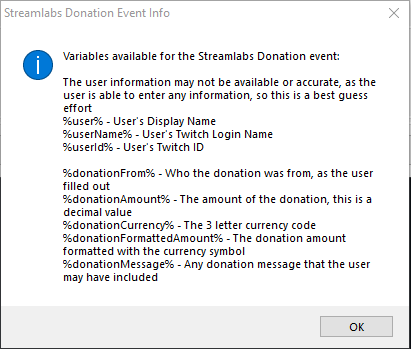 Streamlabs Donation Event Info
Variables available for the Streamlabs Donation event:
The user information may not be available or accurate, as the
user is able to enter any information, so this is a best guess
effort
%user% - User's Display Name
%userName% - User's Twitch Login Name
%userId% - User's Twitch ID
%donationFrom% - Who the donation was from, as the user
filled out
%donationAmount% - The amount of the donation, this is a
decimal value
%donationCurrency% - The 3 letter currency code
%donationFormattedAmount% - The donation amount
formatted with the currency symbol
%donationMessage% - Any donation message that the user
may have included
OK